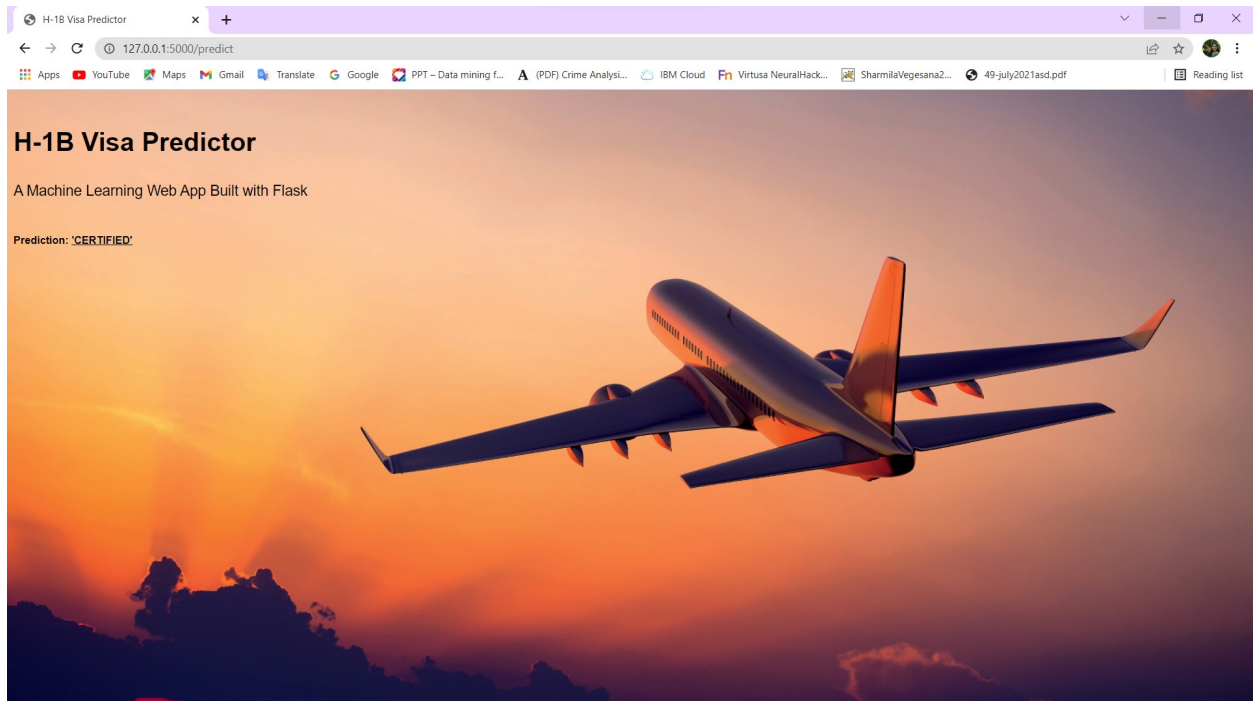 H-1B Visa Predictor
127.0.0.1:5000/predict
Apps YouTube Maps Gmail Translate Google PPT – Data mining f... (PDF) Crime Analysi... IBM Cloud Virtusa NeuralHack... SharmilaVegesana2... 49-july2021asd.pdf Reading list
H-1B Visa Predictor
A Machine Learning Web App Built with Flask
Prediction: 'CERTIFIED'